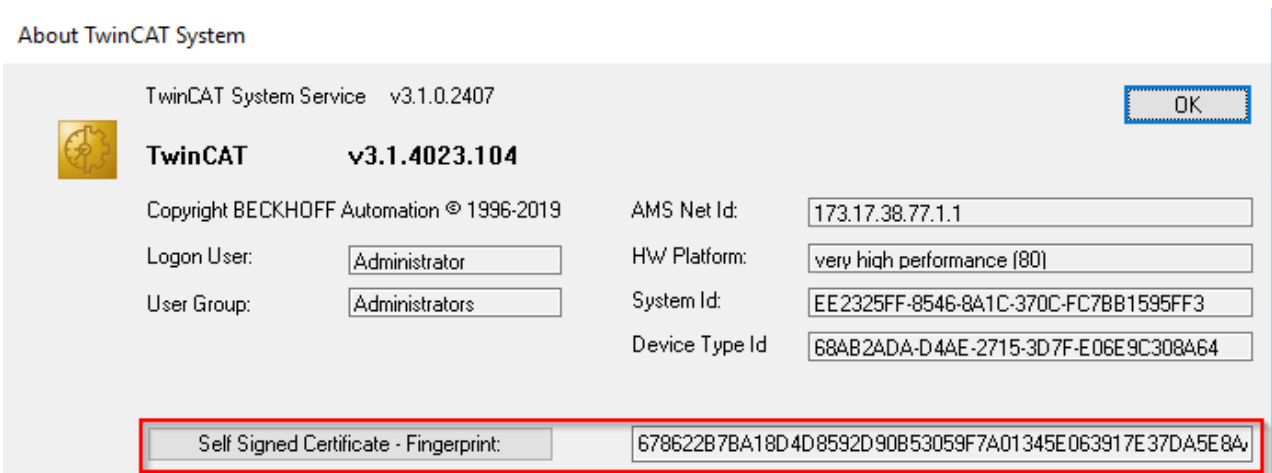 About TwinCAT System
TwinCAT System Service v3.1.0.2407
OK
TwinCAT v3.1.4023.104
Copyright BECKHOFF Automation © 1996-2019
AMS Net Id: 173.17.38.77.1.1
Logon User: Administrator
HW Platform: very high performance (80)
User Group: Administrators
System Id: EE2325FF-8546-8A1C-370C-FC7BB1595FF3
Device Type Id 68AB2ADA-D4AE-2715-3D7F-E06E9C308A64
Self Signed Certificate - Fingerprint: 678622B7BA18D4D8592D90B53059F7A01345E063917E37DA5E8A